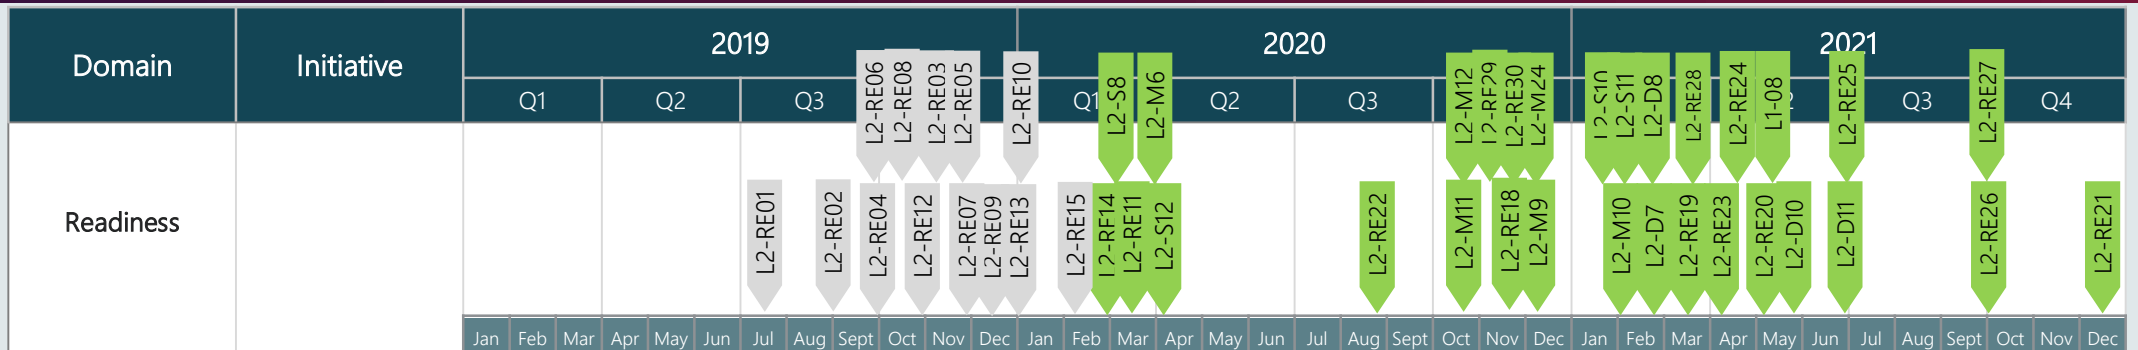 Domain
Initiative
2019
2020
2021
Q1
Q2
Q3
Q1
Q2
Q3
Q3
Q4
L2-RE06
L2-RE08
L2-RE03
L2-RE05
L2-RE10
L2-S8
L2-M6
L2-M12
L2-RE29
L2-RE30
L2-M24
L2-S10
L2-S11
L2-D8
L2-RE28
L2-RE24
L1-08
L2-RE25
L2-RE27
Readiness
L2-RE01
L2-RE02
L2-RE04
L2-RE12
L2-RE07
L2-RE09
L2-RE13
L2-RE15
L2-RE14
L2-RE11
L2-S12
L2-RE22
L2-M11
L2-RE18
L2-M9
L2-M10
L2-D7
L2-RE19
L2-RE23
L2-RE20
L2-D10
L2-D11
L2-RE26
L2-RE21
Jan Feb Mar Apr May Jun Jul Aug Sept Oct Nov Dec Jan Feb Mar Apr May Jun Jul Aug Sept Oct Nov Dec Jan Feb Mar Apr May Jun Jul Aug Sept Oct Nov Dec